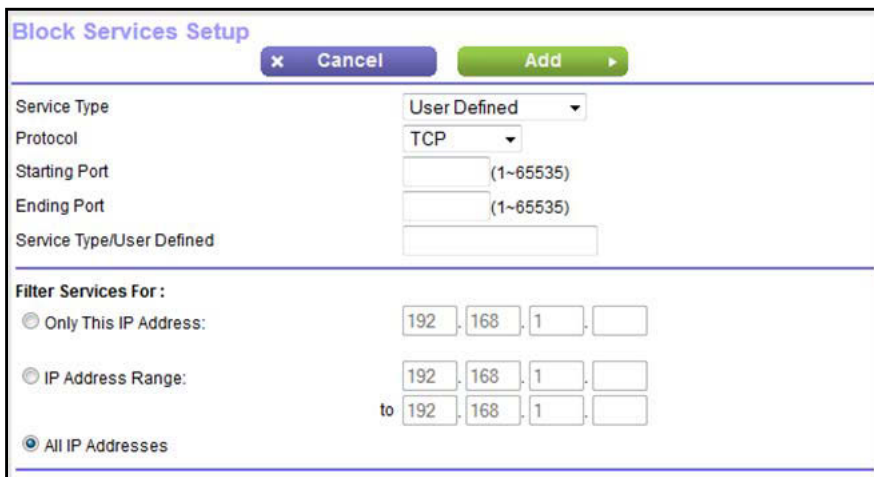 Block Services Setup
× Cancel Add
Service Type User Defined
Protocol TCP
Starting Port (1~65535)
Ending Port (1~65535)
Service Type/User Defined
Filter Services For :
Only This IP Address: 192 . 168 . 1 .
IP Address Range: 192 . 168 . 1 .
to 192 . 168 . 1 .
All IP Addresses